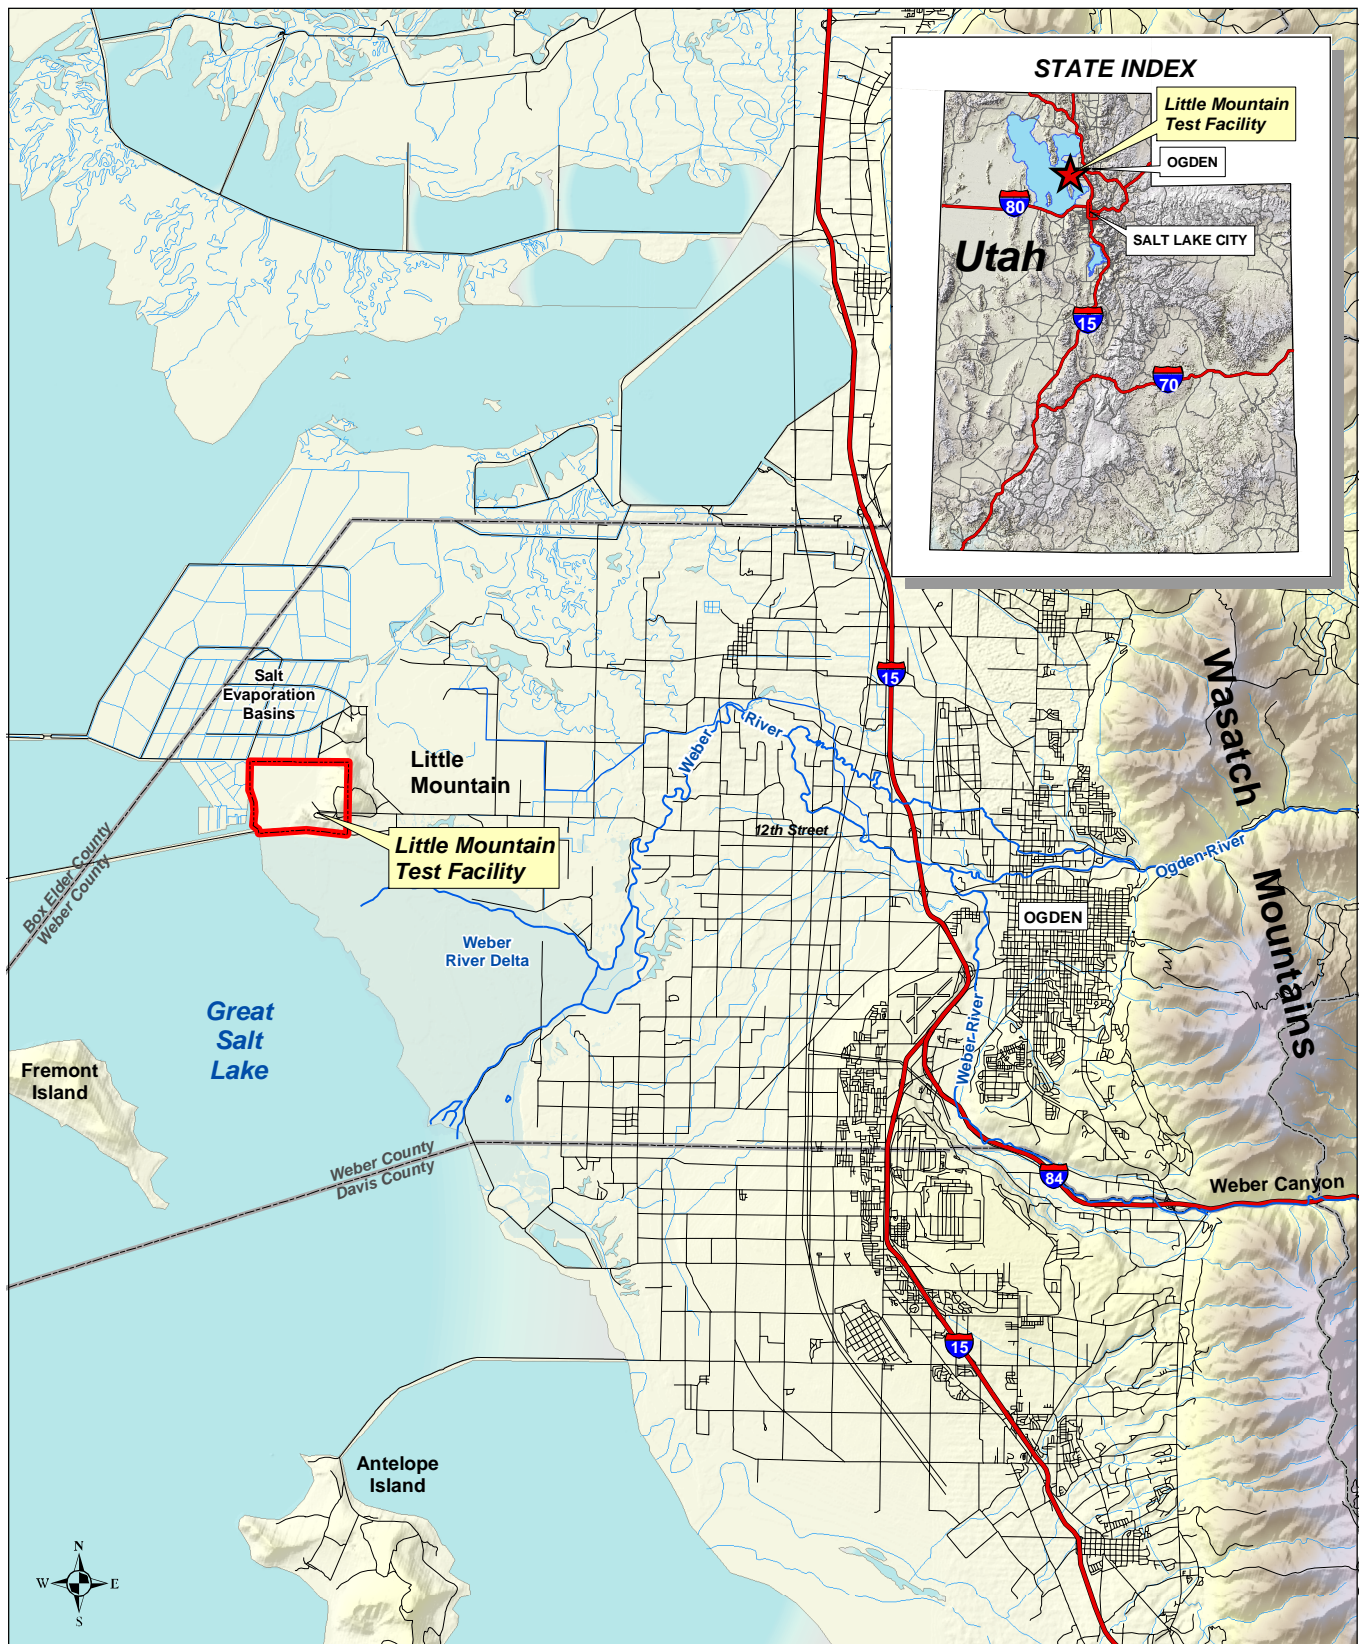 STATE INDEX
Little Mountain
Test Facility
OGDEN
80
SALT LAKE CITY
Utah
15
70
Salt
Evaporation
Basins
15
Wasatch
Mountains
Weber
River
Little
Mountain
12th Street
Little Mountain
Test Facility
Ogden River
Box Elder County
Weber County
OGDEN
Weber
River Delta
Great
Salt
Lake
Weber River
Fremont
Island
Weber County
Davis County
84
Weber Canyon
15
Antelope
Island
N
W
E
S